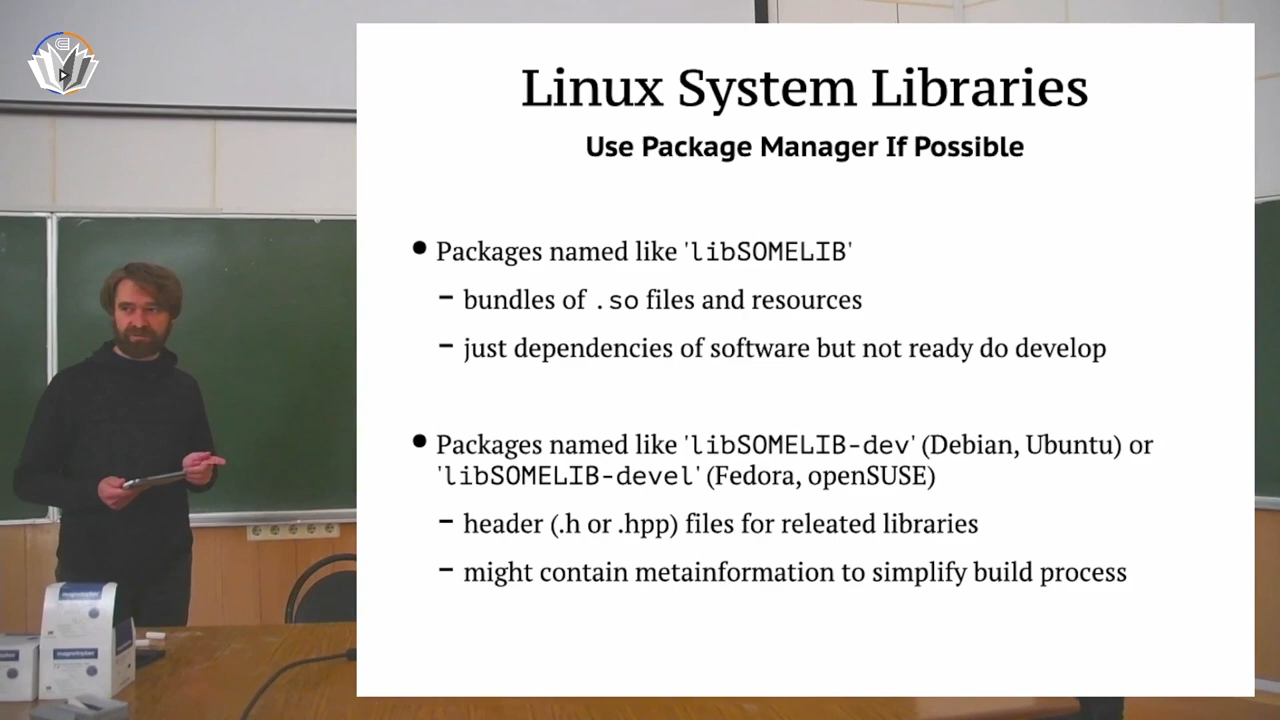 Linux System Libraries
Use Package Manager If Possible
• Packages named like 'libSOMELIB'
– bundles of .so files and resources
– just dependencies of software but not ready do develop
• Packages named like 'libSOMELIB-dev' (Debian, Ubuntu) or
'libSOMELIB-devel' (Fedora, openSUSE)
– header (.h or .hpp) files for releated libraries
– might contain metainformation to simplify build process